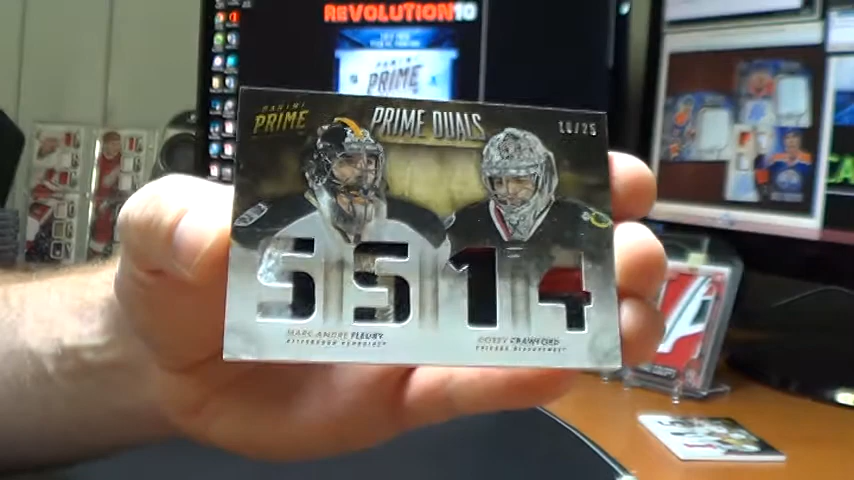 REVOLUTION10
PRIME
PANINI
PRIME
PRIME DUALS
10/25
55 14
MARC-ANDRE FLEURY
PITTSBURGH PENGUINS
COREY CRAWFORD
CHICAGO BLACKHAWKS